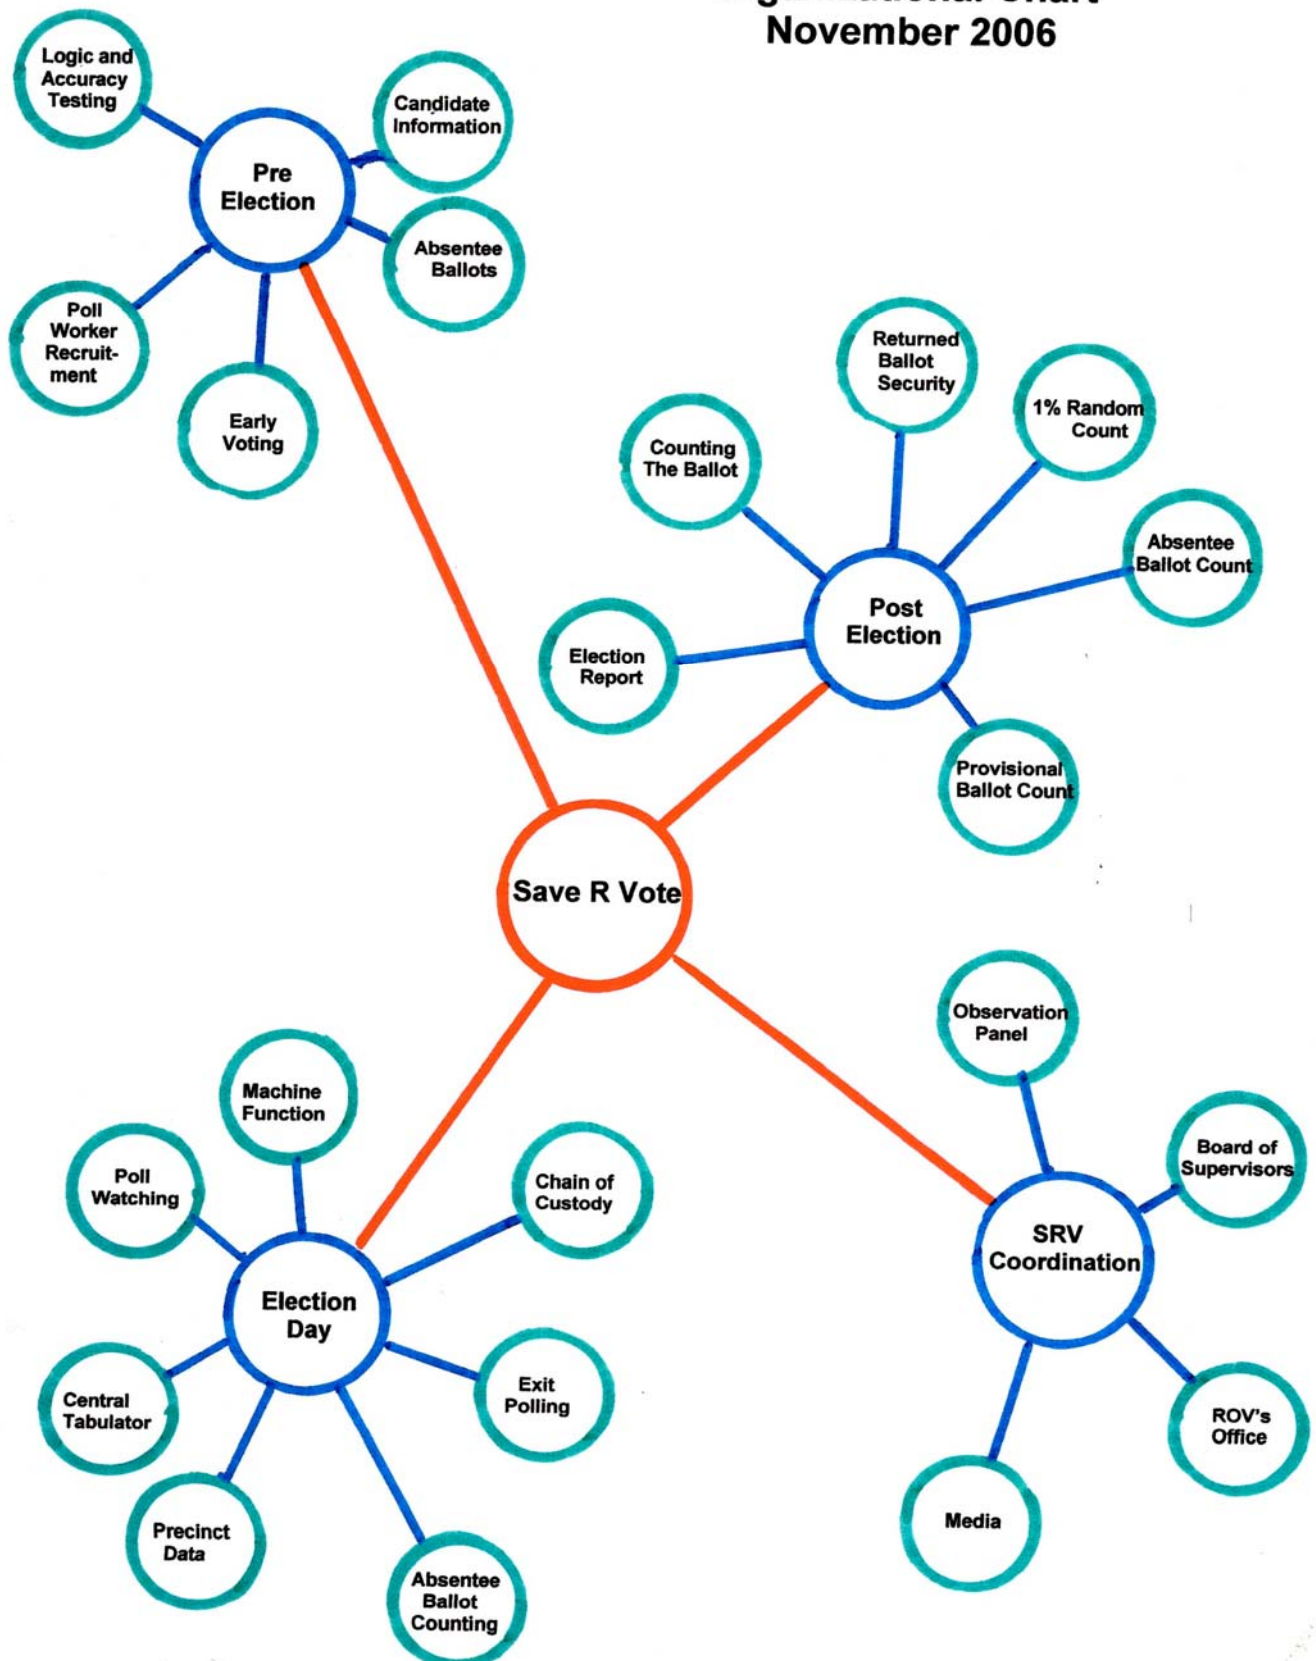 November 2006
Logic and
Accuracy
Testing
Candidate
Information
Pre
Election
Absentee
Ballots
Poll
Worker
Recruit-
ment
Early
Voting
Returned
Ballot
Security
1% Random
Count
Counting
The Ballot
Absentee
Ballot Count
Post
Election
Election
Report
Provisional
Ballot Count
Save R Vote
Observation
Panel
Machine
Function
Board of
Supervisors
Poll
Watching
Chain of
Custody
SRV
Coordination
Election
Day
Exit
Polling
Central
Tabulator
ROV's
Office
Media
Precinct
Data
Absentee
Ballot
Counting